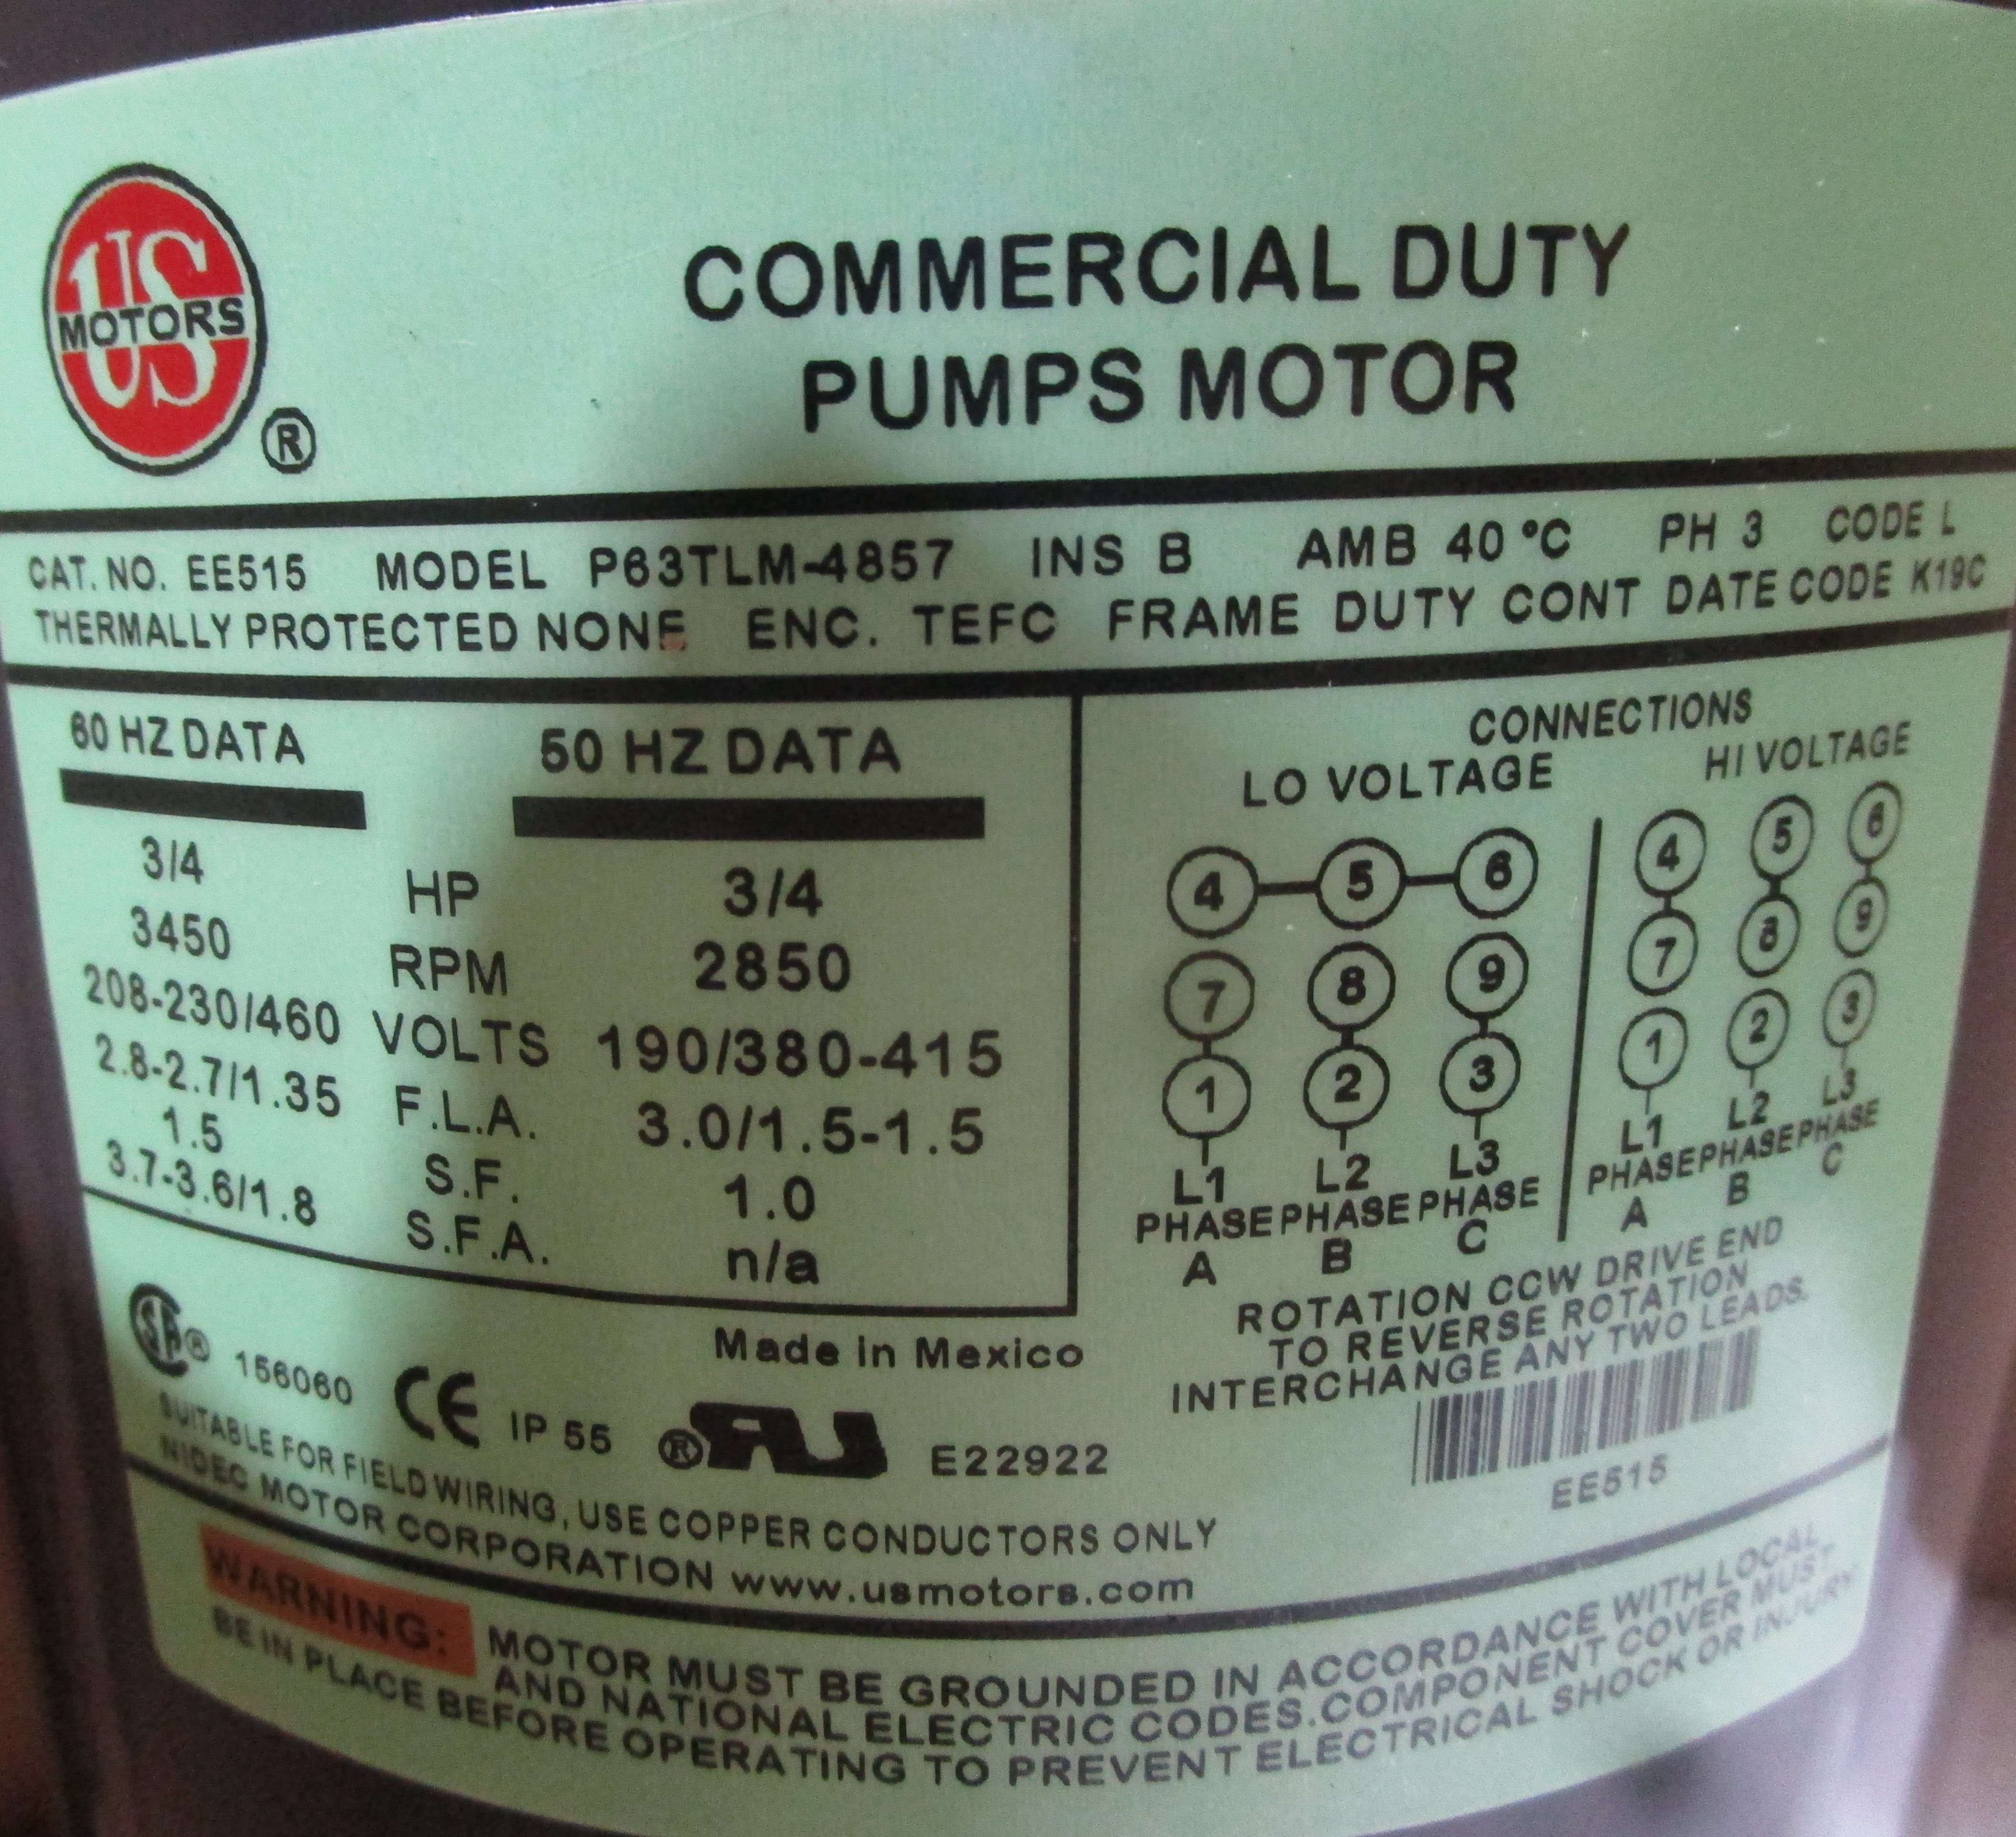 US
MOTORS
®
COMMERCIAL DUTY
PUMPS MOTOR
CAT. NO. EE515 MODEL P63TLM-4857 INS B AMB 40 °C PH 3 CODE L
THERMALLY PROTECTED NONE ENC. TEFC FRAME DUTY CONT DATE CODE K19C
60 HZ DATA 50 HZ DATA
3/4 HP 3/4
3450 RPM 2850
208-230/460 VOLTS 190/380-415
2.8-2.7/1.35 F.L.A. 3.0/1.5-1.5
1.5 S.F. 1.0
3.7-3.6/1.8 S.F.A. n/a
CONNECTIONS
LO VOLTAGE HI VOLTAGE
4 5 6 4 5 6
7 8 9 7 8 9
1 2 3 1 2 3
L1 L2 L3 L1 L2 L3
PHASE PHASE PHASE PHASE PHASE PHASE
A B C A B C
ROTATION CCW DRIVE END
TO REVERSE ROTATION
INTERCHANGE ANY TWO LEADS.
EE515
Made in Mexico
SA® 156060 CE IP 55 ®RU E22922
SUITABLE FOR FIELD WIRING, USE COPPER CONDUCTORS ONLY
NIDEC MOTOR CORPORATION www.usmotors.com
WARNING: MOTOR MUST BE GROUNDED IN ACCORDANCE WITH LOCAL
AND NATIONAL ELECTRIC CODES.COMPONENT COVER MUST
BE IN PLACE BEFORE OPERATING TO PREVENT ELECTRICAL SHOCK OR INJURY